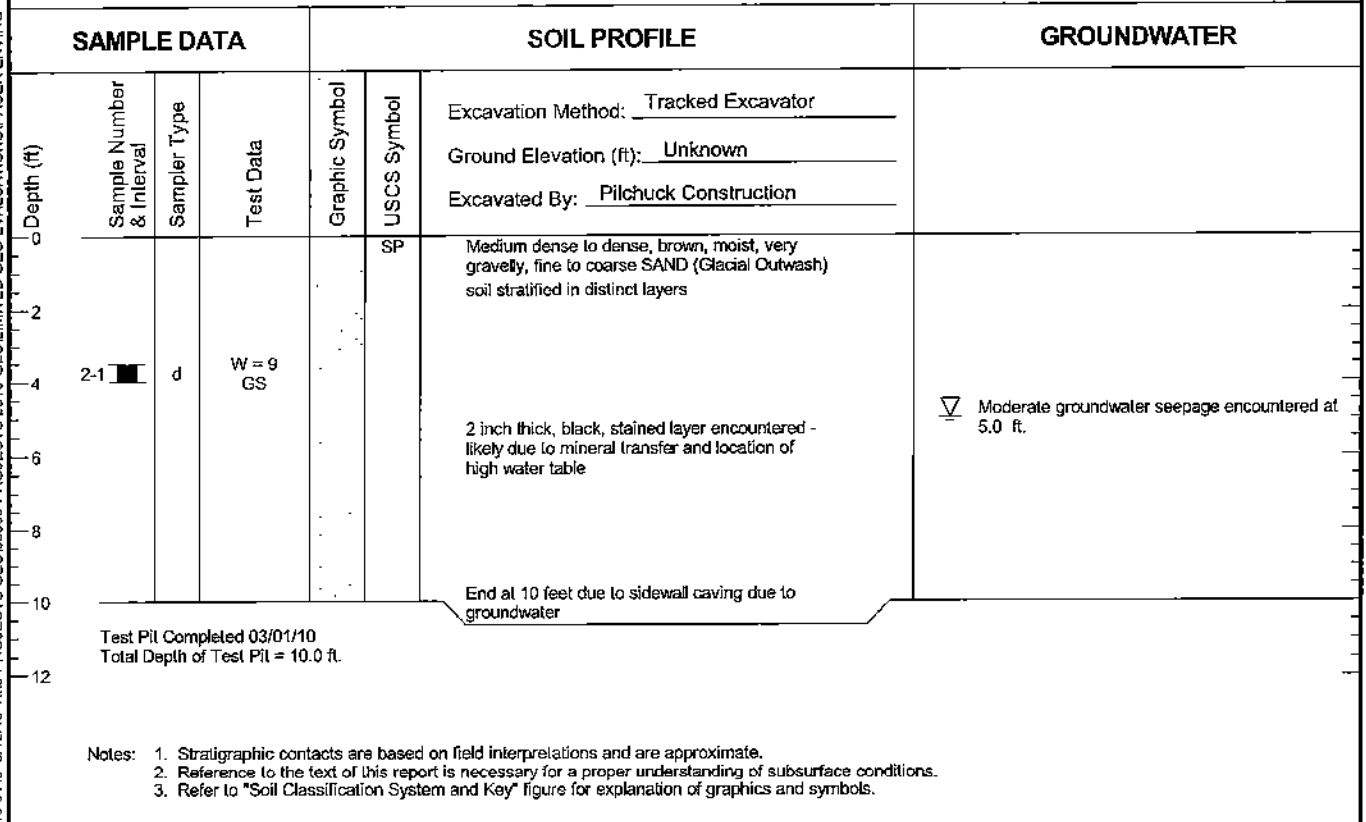 SAMPLE DATA
SOIL PROFILE
GROUNDWATER
Depth (ft)
Sample Number
& Interval
Sampler Type
Test Data
Graphic Symbol
USCS Symbol
Excavation Method: Tracked Excavator
Ground Elevation (ft): Unknown
Excavated By: Pilchuck Construction
0
SP
Medium dense to dense, brown, moist, very
gravelly, fine to coarse SAND (Glacial Outwash)
soil stratified in distinct layers
2
2-1
d
W = 9
GS
4
Moderate groundwater seepage encountered at
5.0 ft.
2 inch thick, black, stained layer encountered -
likely due to mineral transfer and location of
high water table
6
8
End at 10 feet due to sidewall caving due to
groundwater
10
Test Pit Completed 03/01/10
Total Depth of Test Pit = 10.0 ft.
12
Notes: 1. Stratigraphic contacts are based on field interpretations and are approximate.
2. Reference to the text of this report is necessary for a proper understanding of subsurface conditions.
3. Refer to "Soil Classification System and Key" figure for explanation of graphics and symbols.